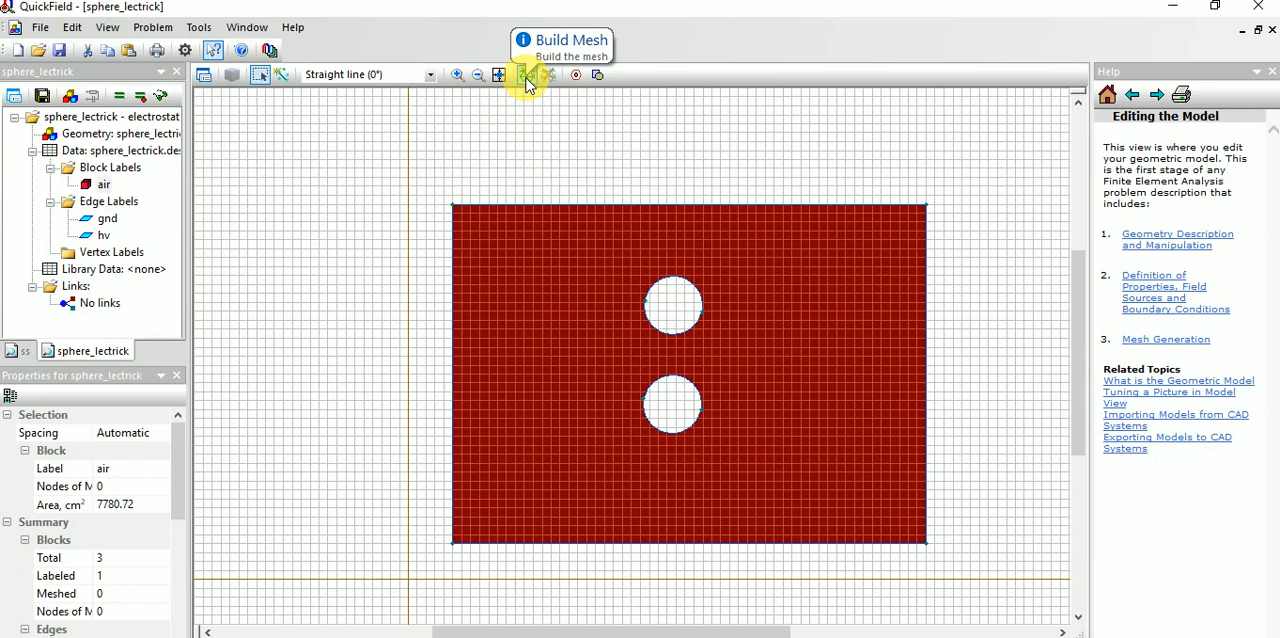 QuickField - [sphere_lectrick]
File Edit View Problem Tools Window Help
Build Mesh
Build the mesh
sphere_lectrick
Straight line (0°)
sphere_lectrick - electrostat
Geometry: sphere_lectri
Data: sphere_lectrick.de
Block Labels
air
Edge Labels
gnd
hv
Vertex Labels
Library Data: <none>
Links:
No links
ss sphere_lectrick
Properties for sphere_lectrick
Selection
Spacing Automatic
Block
Label air
Nodes of M 0
Area, cm² 7780.72
Summary
Blocks
Total 3
Labeled 1
Meshed 0
Nodes of M 0
Edges
Help
Editing the Model
This view is where you edit
your geometric model. This
is the first stage of any
Finite Element Analysis
problem description that
includes:
1. Geometry Description
and Manipulation
2. Definition of
Properties, Field
Sources and
Boundary Conditions
3. Mesh Generation
Related Topics
What is the Geometric Model
Tuning a Picture in Model
View
Importing Models from CAD
Systems
Exporting Models to CAD
Systems